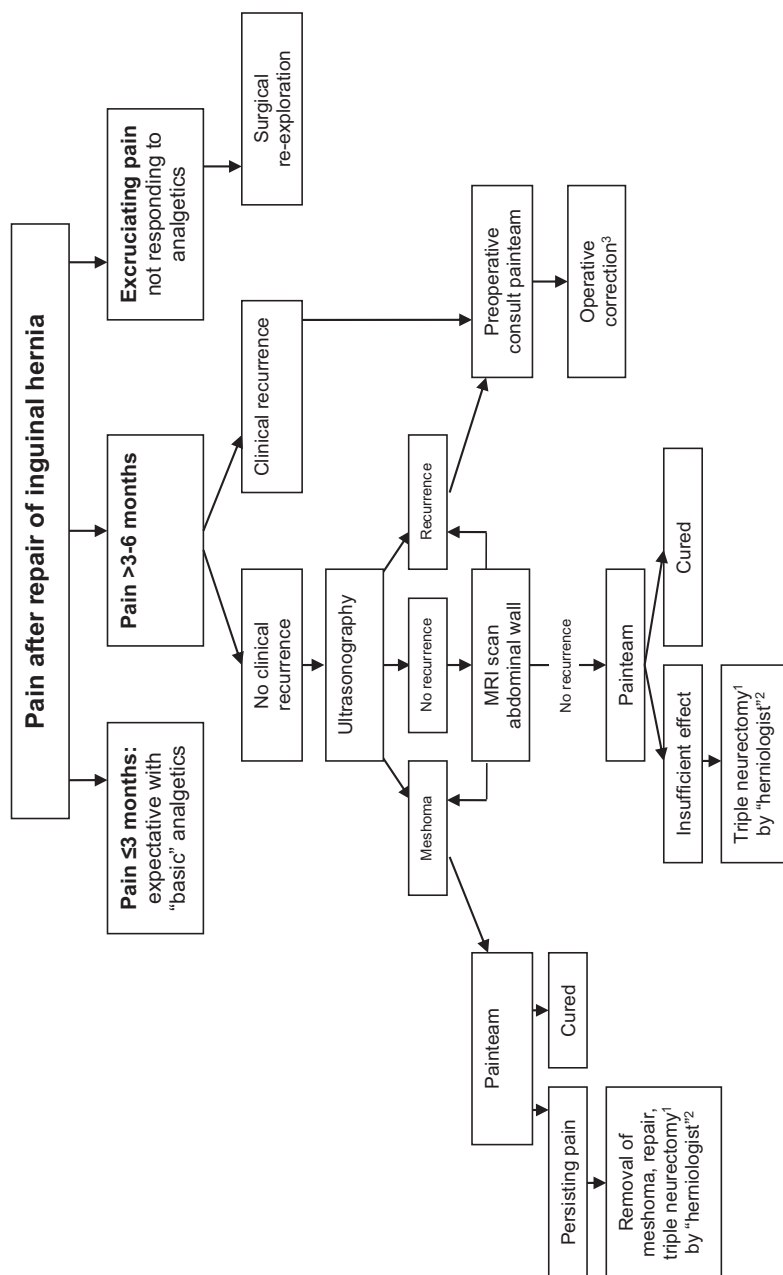 Pain after repair of inguinal hernia
Pain ≤3 months:
expectative with
“basic” analgetics
Pain >3-6 months
Excruciating pain
not responding to
analgetics
No clinical
recurrence
Clinical recurrence
Surgical
re-exploration
Ultrasonography
Meshoma
No recurrence
Recurrence
MRI scan
abdominal wall
Preoperative
consult painteam
Painteam
No recurrence
Operative
correction³
Persisting pain
Cured
Painteam
Removal of
meshoma, repair,
triple neurectomy¹
by “herniologist”²
Insufficient effect
Cured
Triple neurectomy¹
by “herniologist”²